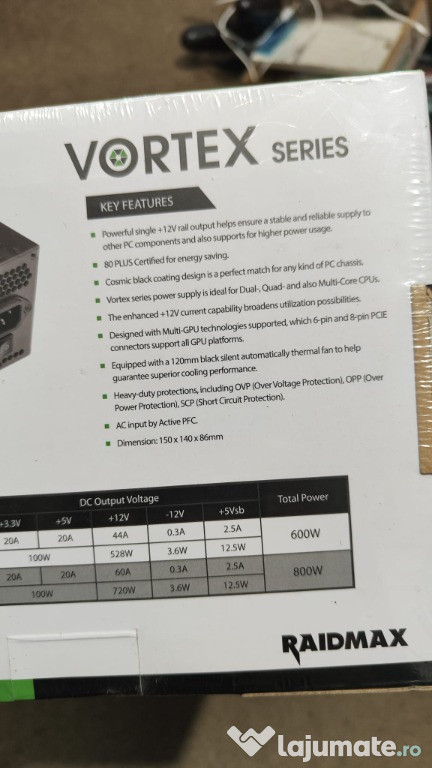 VORTEX SERIES
KEY FEATURES
Powerful single +12V rail output helps ensure a stable and reliable supply to
other PC components and also supports for higher power usage.
80 PLUS Certified for energy saving.
Cosmic black coating design is a perfect match for any kind of PC chassis.
Vortex series power supply is ideal for Dual-, Quad- and also Multi-Core CPUs.
The enhanced +12V current capability broadens utilization possibilities.
Designed with Multi-GPU technologies supported, which 6-pin and 8-pin PCIE
connectors support all GPU platforms.
Equipped with a 120mm black silent automatically thermal fan to help
guarantee superior cooling performance.
Heavy-duty protections, including OVP (Over Voltage Protection), OPP (Over
Power Protection), SCP (Short Circuit Protection).
AC input by Active PFC.
Dimension: 150 x 140 x 86mm
DC Output Voltage Total Power
+3.3V +5V +12V -12V +5Vsb
20A 20A 44A 0.3A 2.5A 600W
100W 528W 3.6W 12.5W
20A 20A 60A 0.3A 2.5A 800W
100W 720W 3.6W 12.5W
RAIDMAX
lajumate.ro